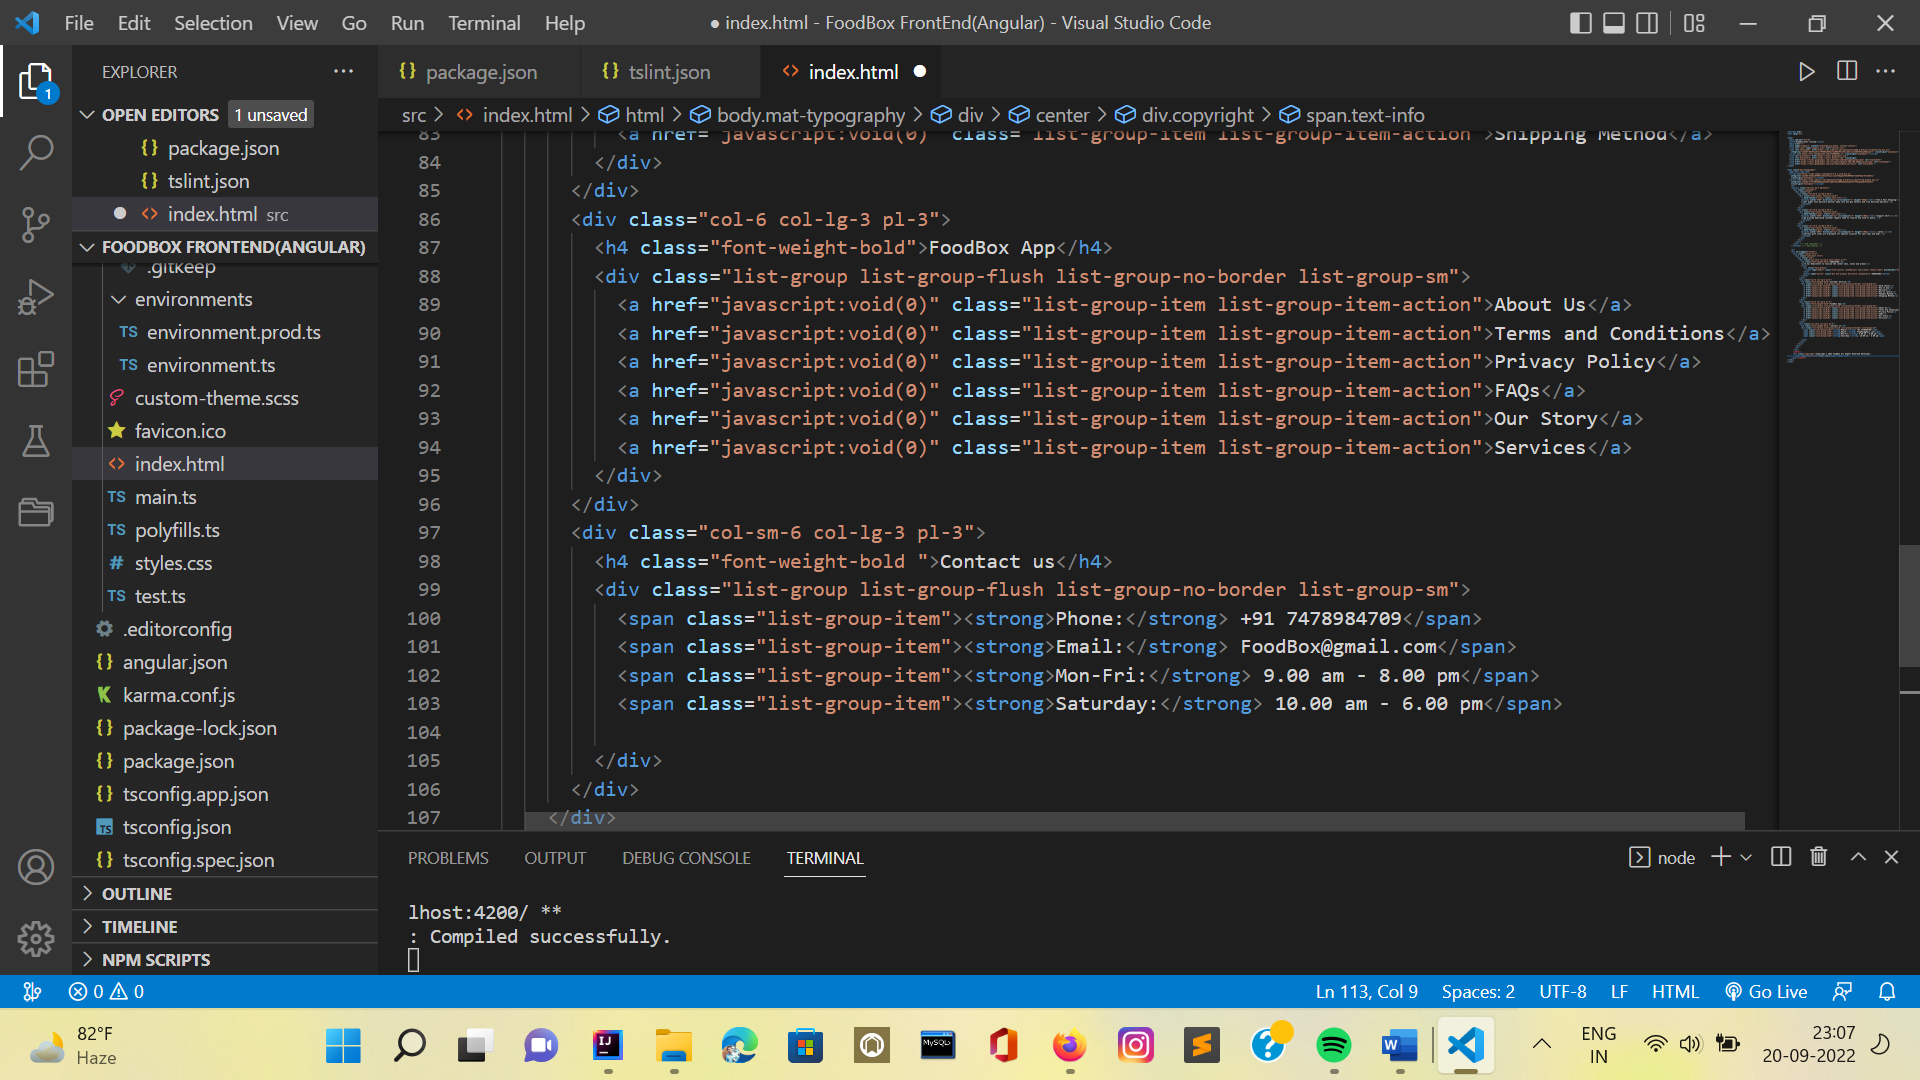 File Edit Selection View Go Run Terminal Help
● index.html - FoodBox FrontEnd(Angular) - Visual Studio Code
EXPLORER
{} package.json
{} tslint.json
<> index.html
OPEN EDITORS 1 unsaved
{} package.json
{} tslint.json
<> index.html src
FOODBOX FRONTEND(ANGULAR)
.gitkeep
environments
TS environment.prod.ts
TS environment.ts
custom-theme.scss
favicon.ico
<> index.html
TS main.ts
TS polyfills.ts
# styles.css
TS test.ts
.editorconfig
{} angular.json
K karma.conf.js
{} package-lock.json
{} package.json
{} tsconfig.app.json
TS tsconfig.json
{} tsconfig.spec.json
OUTLINE
TIMELINE
NPM SCRIPTS
1
src > <> index.html > html > body.mat-typography > div > center > div.copyright > span.text-info
83 <a href="javascript:void(0)" class="list-group-item list-group-item-action">Shipping Method</a>
84 </div>
85 </div>
86 <div class="col-6 col-lg-3 pl-3">
87 <h4 class="font-weight-bold">FoodBox App</h4>
88 <div class="list-group list-group-flush list-group-no-border list-group-sm">
89 <a href="javascript:void(0)" class="list-group-item list-group-item-action">About Us</a>
90 <a href="javascript:void(0)" class="list-group-item list-group-item-action">Terms and Conditions</a>
91 <a href="javascript:void(0)" class="list-group-item list-group-item-action">Privacy Policy</a>
92 <a href="javascript:void(0)" class="list-group-item list-group-item-action">FAQs</a>
93 <a href="javascript:void(0)" class="list-group-item list-group-item-action">Our Story</a>
94 <a href="javascript:void(0)" class="list-group-item list-group-item-action">Services</a>
95 </div>
96 </div>
97 <div class="col-sm-6 col-lg-3 pl-3">
98 <h4 class="font-weight-bold ">Contact us</h4>
99 <div class="list-group list-group-flush list-group-no-border list-group-sm">
100 <span class="list-group-item"><strong>Phone:</strong> +91 7478984709</span>
101 <span class="list-group-item"><strong>Email:</strong> FoodBox@gmail.com</span>
102 <span class="list-group-item"><strong>Mon-Fri:</strong> 9.00 am - 8.00 pm</span>
103 <span class="list-group-item"><strong>Saturday:</strong> 10.00 am - 6.00 pm</span>
104
105 </div>
106 </div>
107 </div>
PROBLEMS OUTPUT DEBUG CONSOLE TERMINAL
node
lhost:4200/ **
: Compiled successfully.
0 0
Ln 113, Col 9 Spaces: 2 UTF-8 LF HTML Go Live
82°F
Haze
IJ
MySQL
S
W
ENG
IN
23:07
20-09-2022